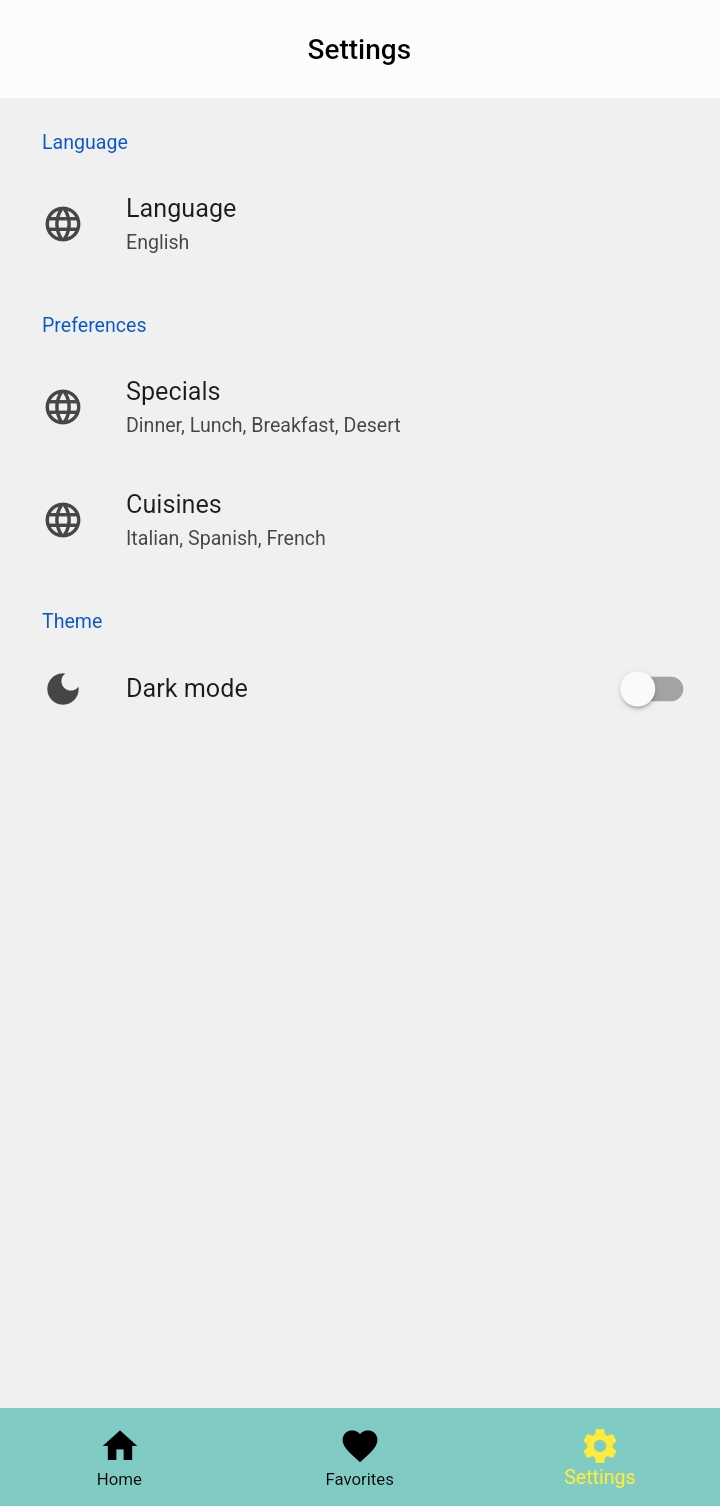 Settings
Language
Language
English
Preferences
Specials
Dinner, Lunch, Breakfast, Desert
Cuisines
Italian, Spanish, French
Theme
Dark mode
Home
Favorites
Settings